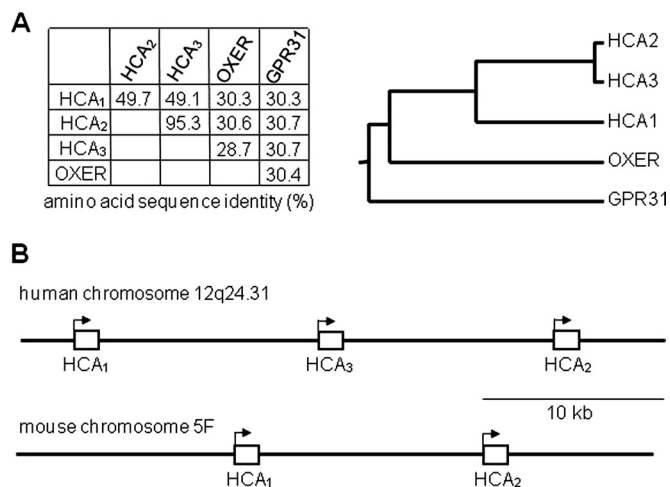 A
HCA₂ HCA₃ OXER GPR31
HCA₁ 49.7 49.1 30.3 30.3
HCA₂ 95.3 30.6 30.7
HCA₃ 28.7 30.7
OXER 30.4
amino acid sequence identity (%)
HCA2
HCA3
HCA1
OXER
GPR31
B
human chromosome 12q24.31
HCA₁ HCA₃ HCA₂
10 kb
mouse chromosome 5F
HCA₁ HCA₂